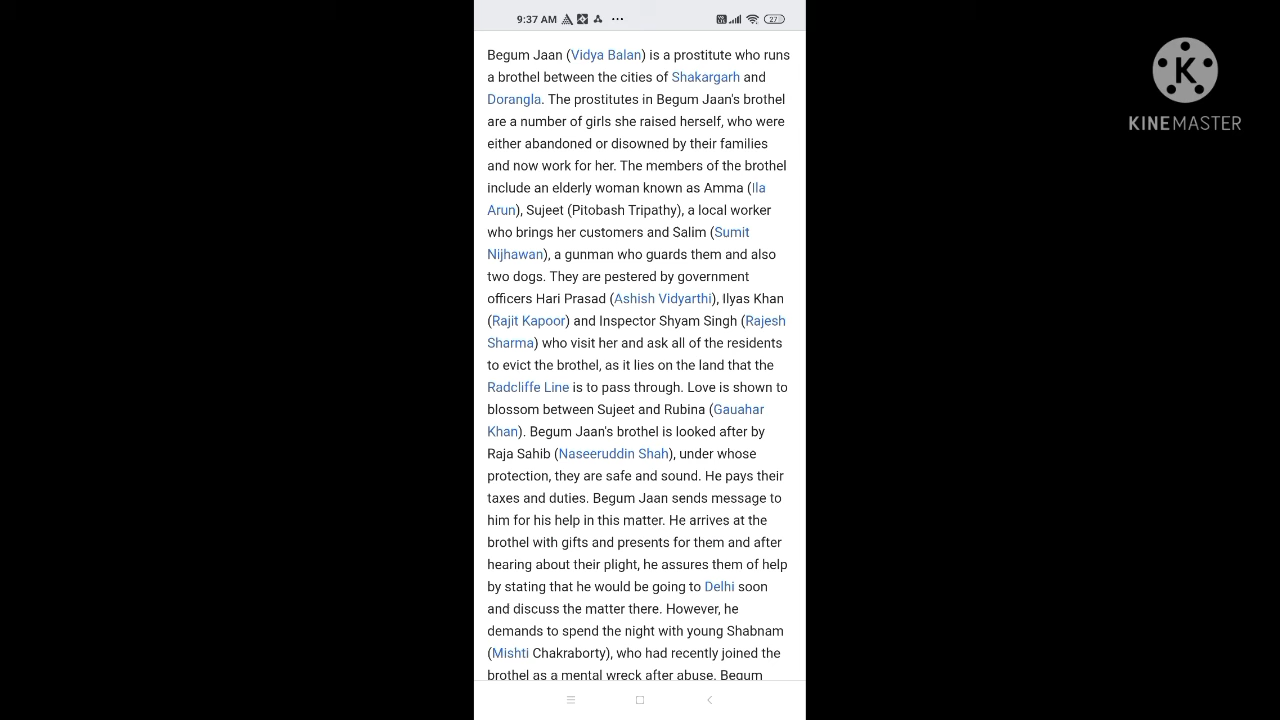 9:37 AM ... 27
Begum Jaan (Vidya Balan) is a prostitute who runs
a brothel between the cities of Shakargarh and
Dorangla. The prostitutes in Begum Jaan's brothel
are a number of girls she raised herself, who were
either abandoned or disowned by their families
and now work for her. The members of the brothel
include an elderly woman known as Amma (Ila
Arun), Sujeet (Pitobash Tripathy), a local worker
who brings her customers and Salim (Sumit
Nijhawan), a gunman who guards them and also
two dogs. They are pestered by government
officers Hari Prasad (Ashish Vidyarthi), Ilyas Khan
(Rajit Kapoor) and Inspector Shyam Singh (Rajesh
Sharma) who visit her and ask all of the residents
to evict the brothel, as it lies on the land that the
Radcliffe Line is to pass through. Love is shown to
blossom between Sujeet and Rubina (Gauahar
Khan). Begum Jaan's brothel is looked after by
Raja Sahib (Naseeruddin Shah), under whose
protection, they are safe and sound. He pays their
taxes and duties. Begum Jaan sends message to
him for his help in this matter. He arrives at the
brothel with gifts and presents for them and after
hearing about their plight, he assures them of help
by stating that he would be going to Delhi soon
and discuss the matter there. However, he
demands to spend the night with young Shabnam
(Mishti Chakraborty), who had recently joined the
brothel as a mental wreck after abuse. Begum
K
KINEMASTER